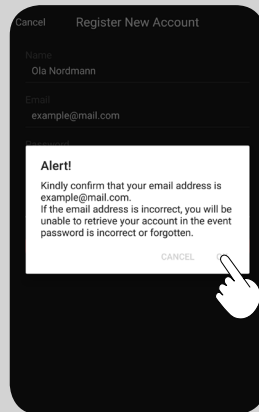 Cancel Register New Account
Name
Ola Nordmann
Email
example@mail.com
Password
Alert!
Kindly confirm that your email address is
example@mail.com.
If the email address is incorrect, you will be
unable to retrieve your account in the event
password is incorrect or forgotten.
CANCEL